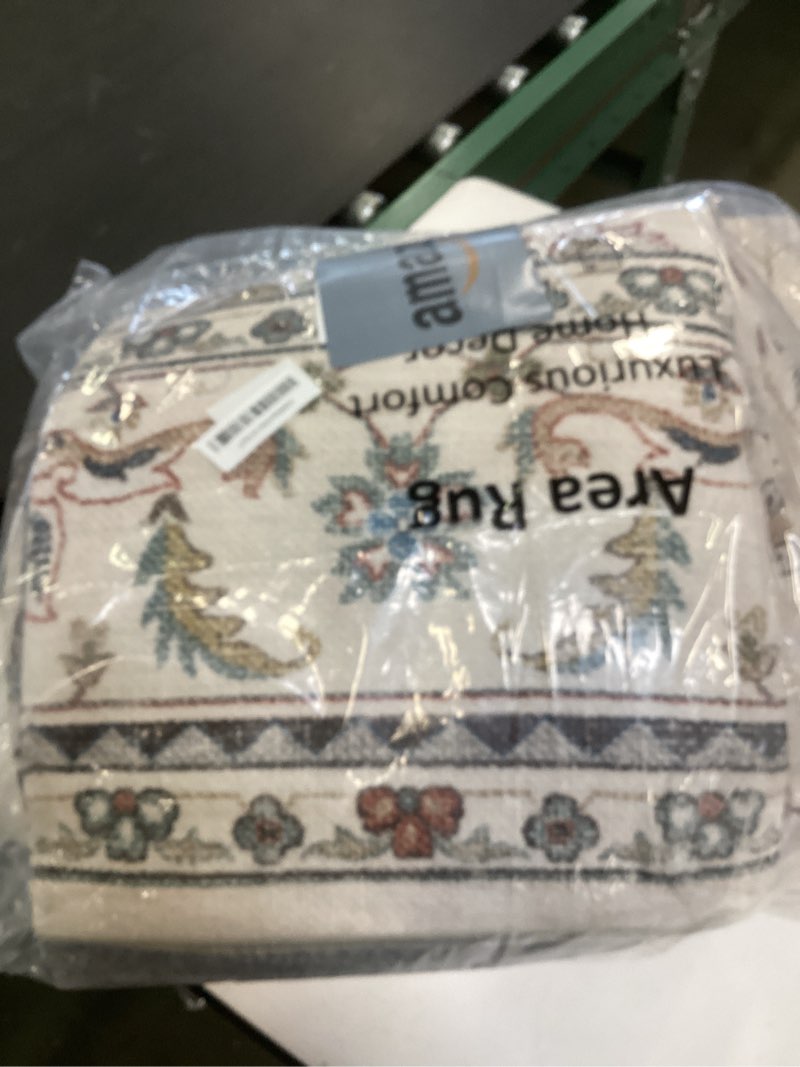 Area Rug
Luxurious Comfort
Home Decor
ama